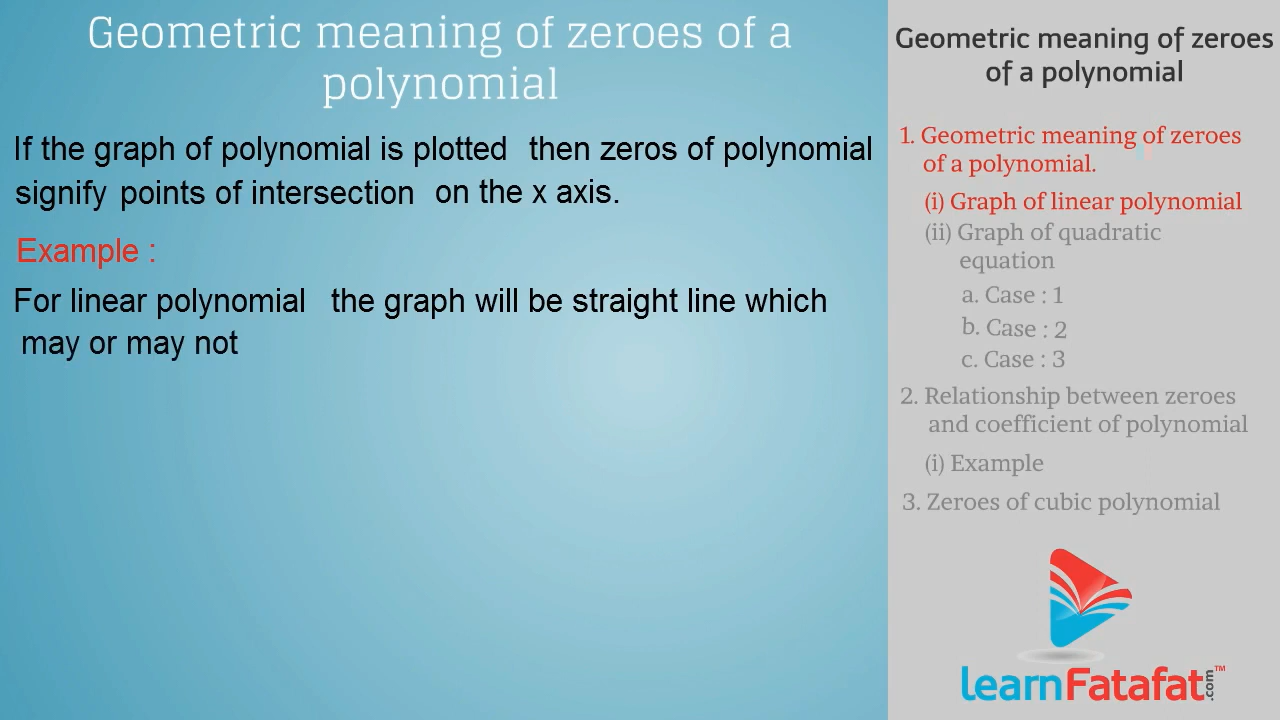 Geometric meaning of zeroes of a
polynomial
If the graph of polynomial is plotted then zeros of polynomial
signify points of intersection on the x axis.
Example :
For linear polynomial the graph will be straight line which
may or may not
Geometric meaning of zeroes
of a polynomial
1. Geometric meaning of zeroes
of a polynomial.
(i) Graph of linear polynomial
(ii) Graph of quadratic
equation
a. Case : 1
b. Case : 2
c. Case : 3
2. Relationship between zeroes
and coefficient of polynomial
(i) Example
3. Zeroes of cubic polynomial
learnFatafat.com™